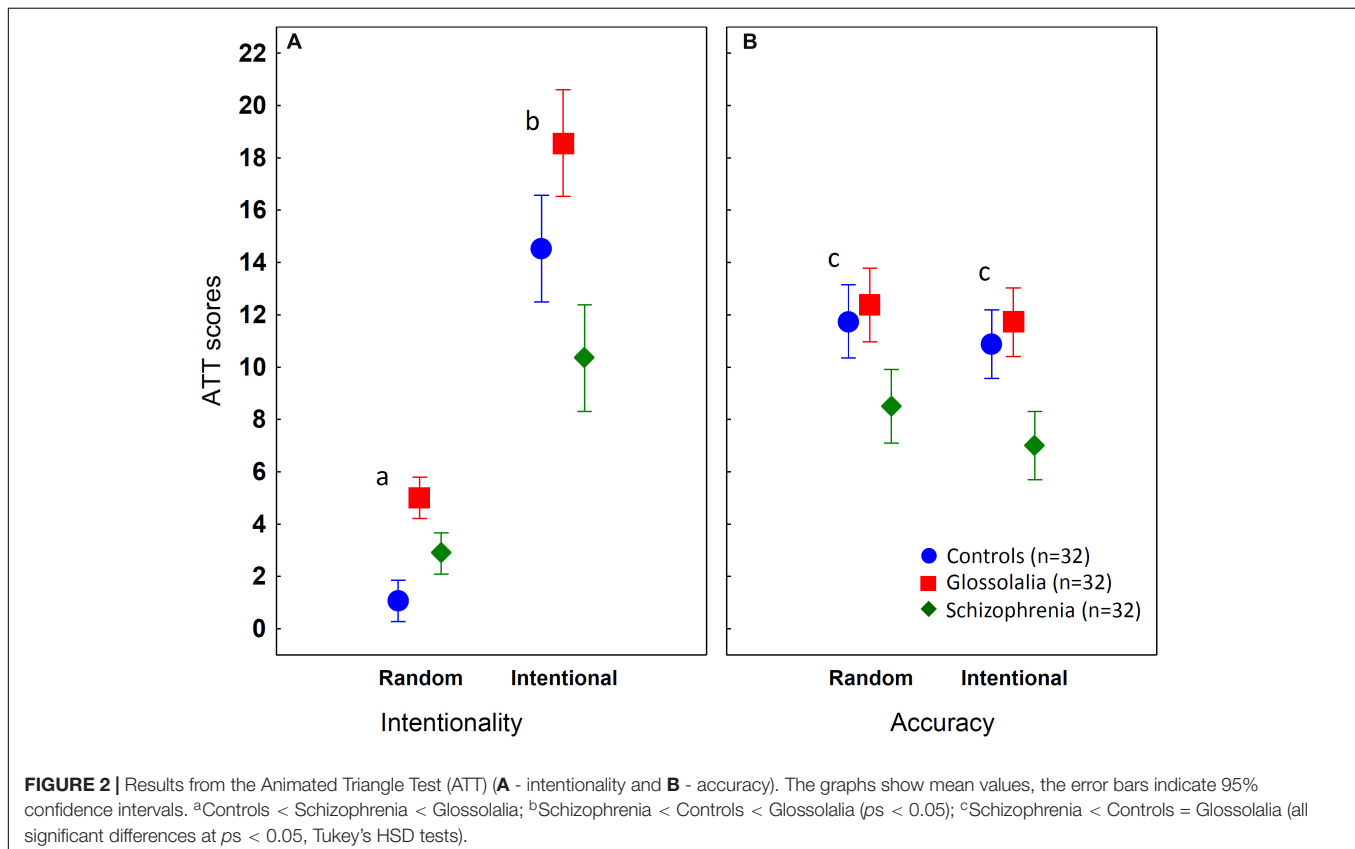 A
B
22
20
18
16
14
12
10
8
6
4
2
0
ATT scores
a
b
c
c
Controls (n=32)
Glossolalia (n=32)
Schizophrenia (n=32)
Random Intentional
Random Intentional
Intentionality
Accuracy
FIGURE 2 | Results from the Animated Triangle Test (ATT) (A - intentionality and B - accuracy). The graphs show mean values, the error bars indicate 95%
confidence intervals. ᵃControls < Schizophrenia < Glossolalia; ᵇSchizophrenia < Controls < Glossolalia (ps < 0.05); ᶜSchizophrenia < Controls = Glossolalia (all
significant differences at ps < 0.05, Tukey's HSD tests).